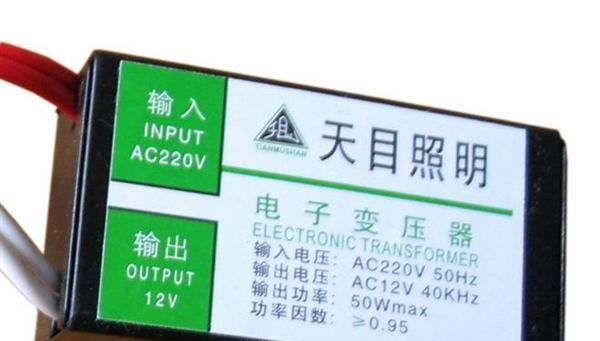 输入
INPUT
AC220V
输出
OUTPUT
12V
TIANMUSHAN
天目照明
电子变压器
ELECTRONIC TRANSFORMER
输入电压: AC220V 50Hz
输出电压: AC12V 40KHz
输出功率: 50Wmax
功率因数: ≥0.95